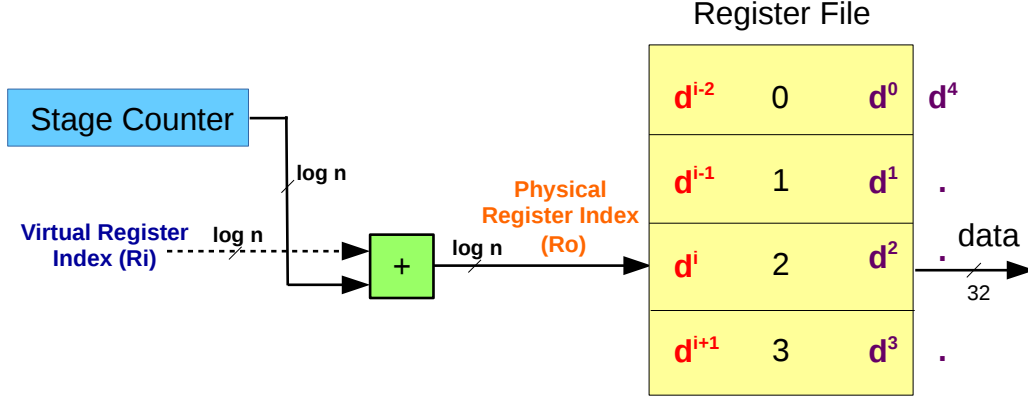 Register File
Stage Counter
log n
Virtual Register
Index (Ri)
log n
+
log n
Physical
Register Index
(Ro)
d^i-2 0 d^0 d^4
d^i-1 1 d^1 .
d^i 2 d^2 .
d^i+1 3 d^3 .
data
32